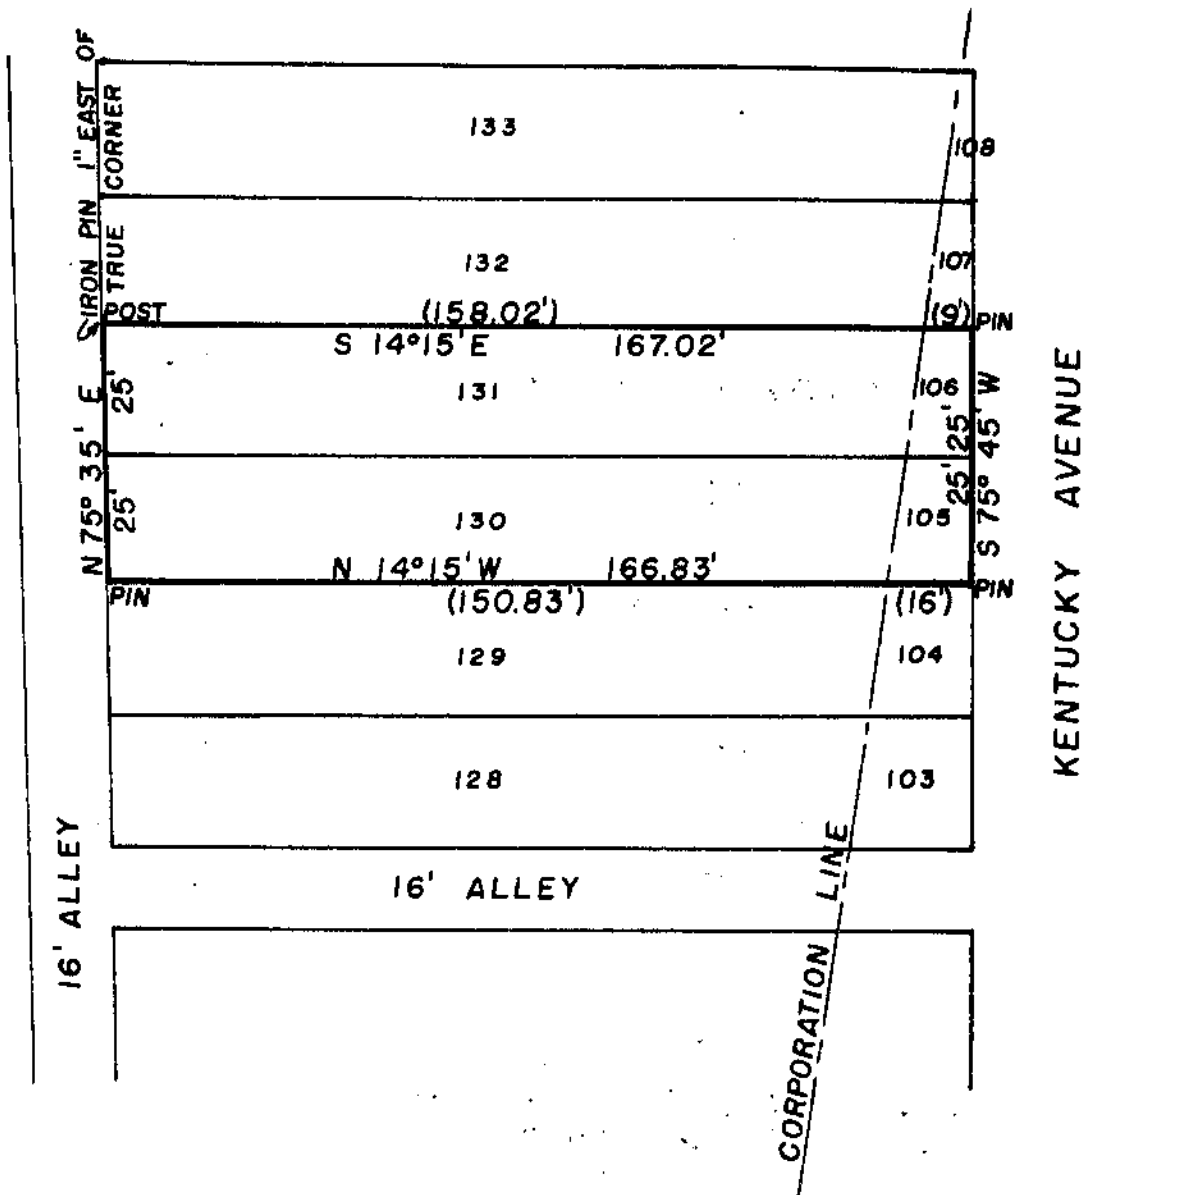 IRON PIN 1" EAST OF
TRUE CORNER
133
108
132
107
POST
(158.02')
(9')
PIN
S 14°15' E 167.02'
N 75° 35' E
25'
25'
131
106
25'
25'
S 75° 45' W
130
105
N 14°15' W 166.83'
PIN
(150.83')
(16')
PIN
129
104
128
103
KENTUCKY AVENUE
16' ALLEY
16' ALLEY
CORPORATION LINE